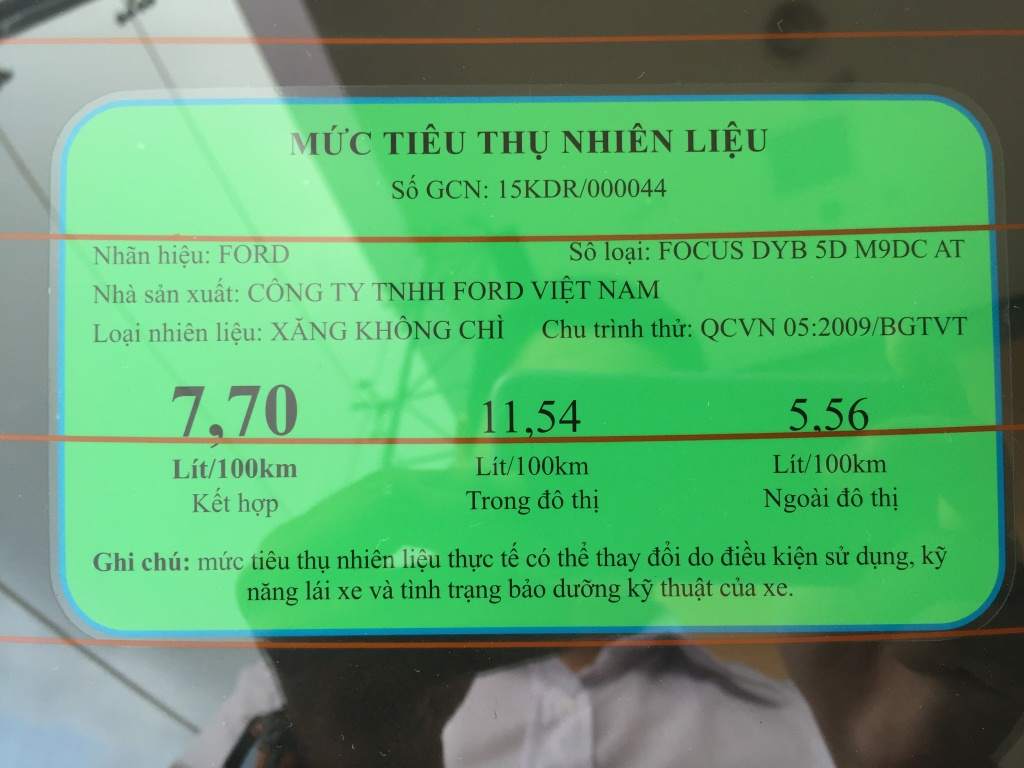 MỨC TIÊU THỤ NHIÊN LIỆU
Số GCN: 15KDR/000044
Nhãn hiệu: FORD Số loại: FOCUS DYB 5D M9DC AT
Nhà sản xuất: CÔNG TY TNHH FORD VIỆT NAM
Loại nhiên liệu: XĂNG KHÔNG CHÌ Chu trình thử: QCVN 05:2009/BGTVT
7,70 11,54 5,56
Lít/100km Lít/100km Lít/100km
Kết hợp Trong đô thị Ngoài đô thị
Ghi chú: mức tiêu thụ nhiên liệu thực tế có thể thay đổi do điều kiện sử dụng, kỹ
năng lái xe và tình trạng bảo dưỡng kỹ thuật của xe.